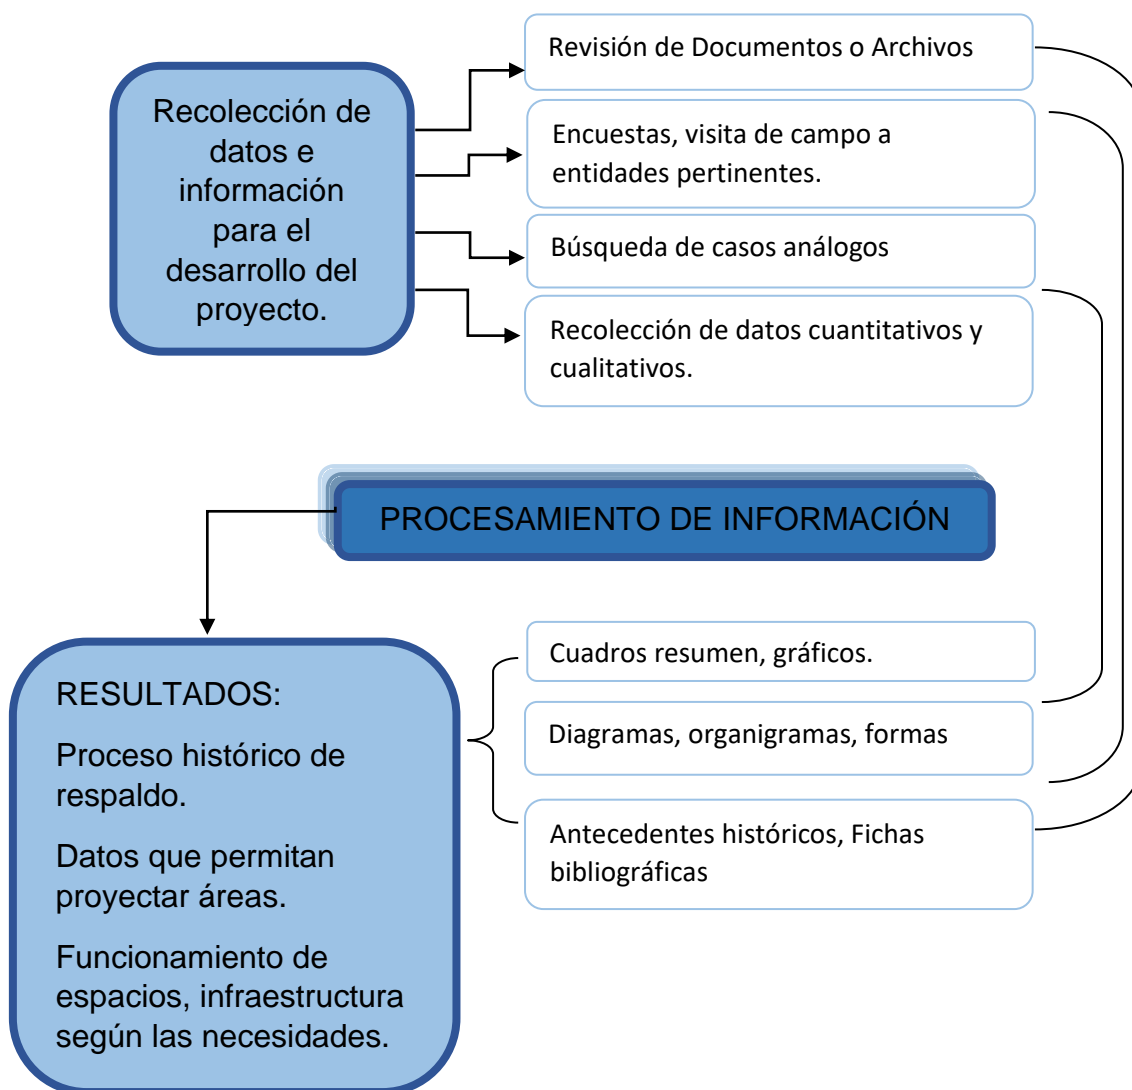 Recolección de
datos e
información
para el
desarrollo del
proyecto.
Revisión de Documentos o Archivos
Encuestas, visita de campo a
entidades pertinentes.
Búsqueda de casos análogos
Recolección de datos cuantitativos y
cualitativos.
PROCESAMIENTO DE INFORMACIÓN
RESULTADOS:
Proceso histórico de
respaldo.
Datos que permitan
proyectar áreas.
Funcionamiento de
espacios, infraestructura
según las necesidades.
Cuadros resumen, gráficos.
Diagramas, organigramas, formas
Antecedentes históricos, Fichas
bibliográficas